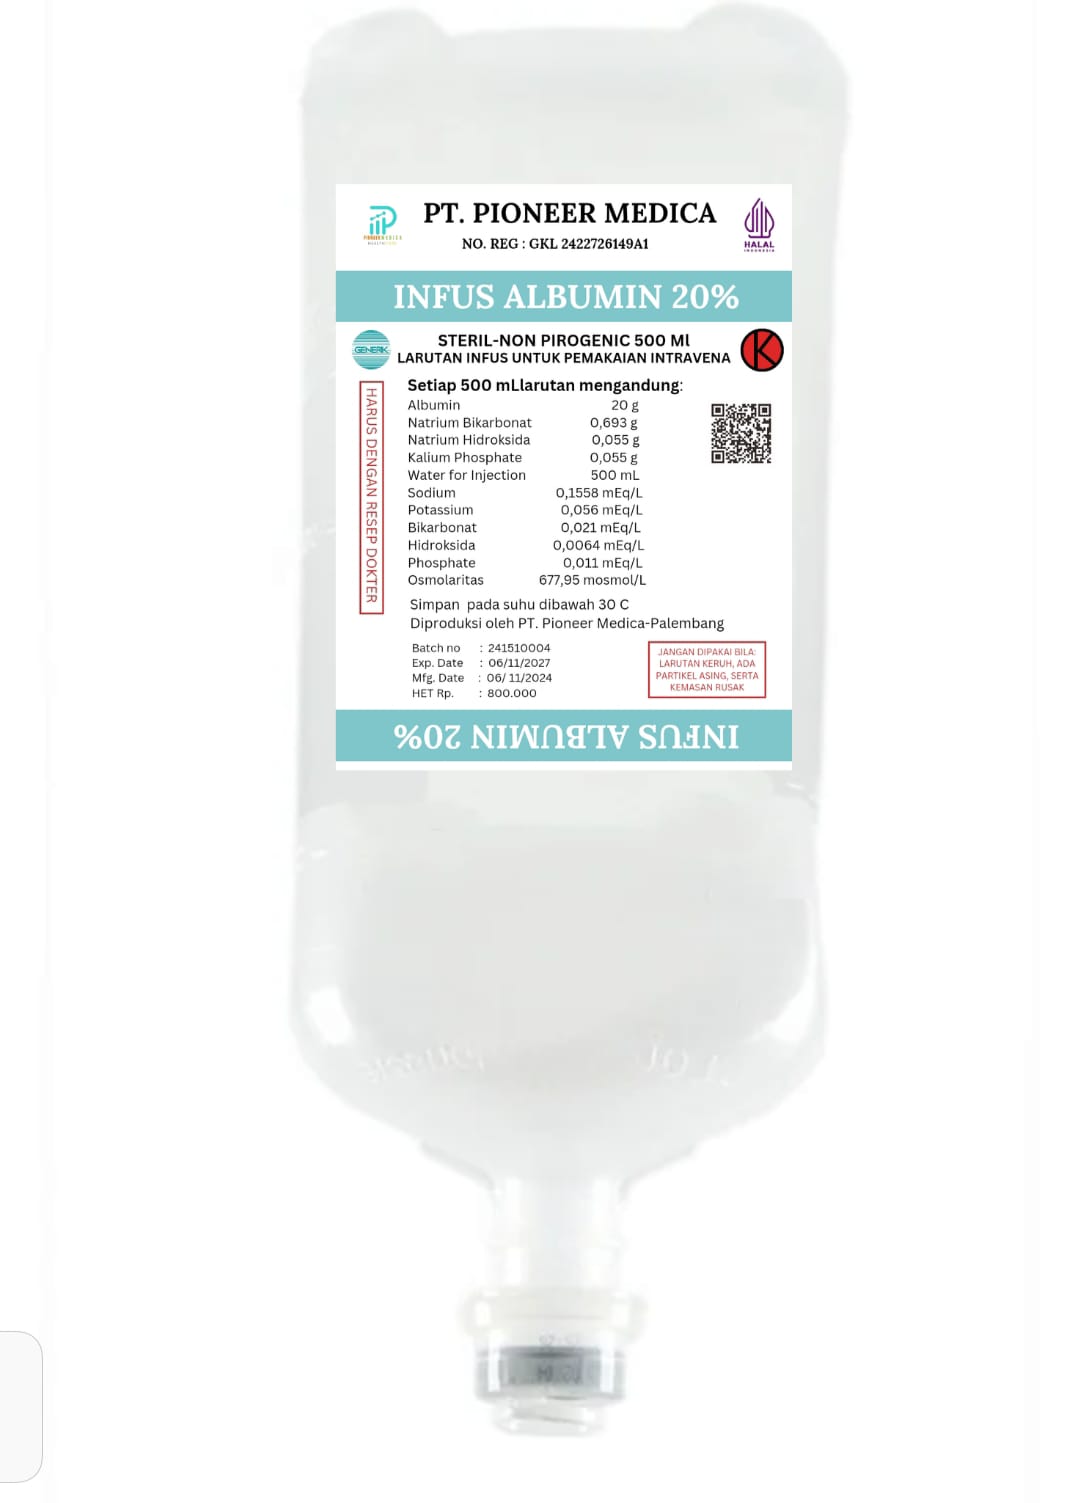 PT. PIONEER MEDICA
NO. REG : GKL 2422726149A1
HALAL
INDONESIA
INFUS ALBUMIN 20%
GENERIK
STERIL-NON PIROGENIC 500 Ml
LARUTAN INFUS UNTUK PEMAKAIAN INTRAVENA
K
HARUS DENGAN RESEP DOKTER
Setiap 500 mLlarutan mengandung:
Albumin 20 g
Natrium Bikarbonat 0,693 g
Natrium Hidroksida 0,055 g
Kalium Phosphate 0,055 g
Water for Injection 500 mL
Sodium 0,1558 mEq/L
Potassium 0,056 mEq/L
Bikarbonat 0,021 mEq/L
Hidroksida 0,0064 mEq/L
Phosphate 0,011 mEq/L
Osmolaritas 677,95 mosmol/L
Simpan pada suhu dibawah 30 C
Diproduksi oleh PT. Pioneer Medica-Palembang
Batch no : 241510004
Exp. Date : 06/11/2027
Mfg. Date : 06/ 11/2024
HET Rp. : 800.000
JANGAN DIPAKAI BILA:
LARUTAN KERUH, ADA
PARTIKEL ASING, SERTA
KEMASAN RUSAK
INFUS ALBUMIN 20%